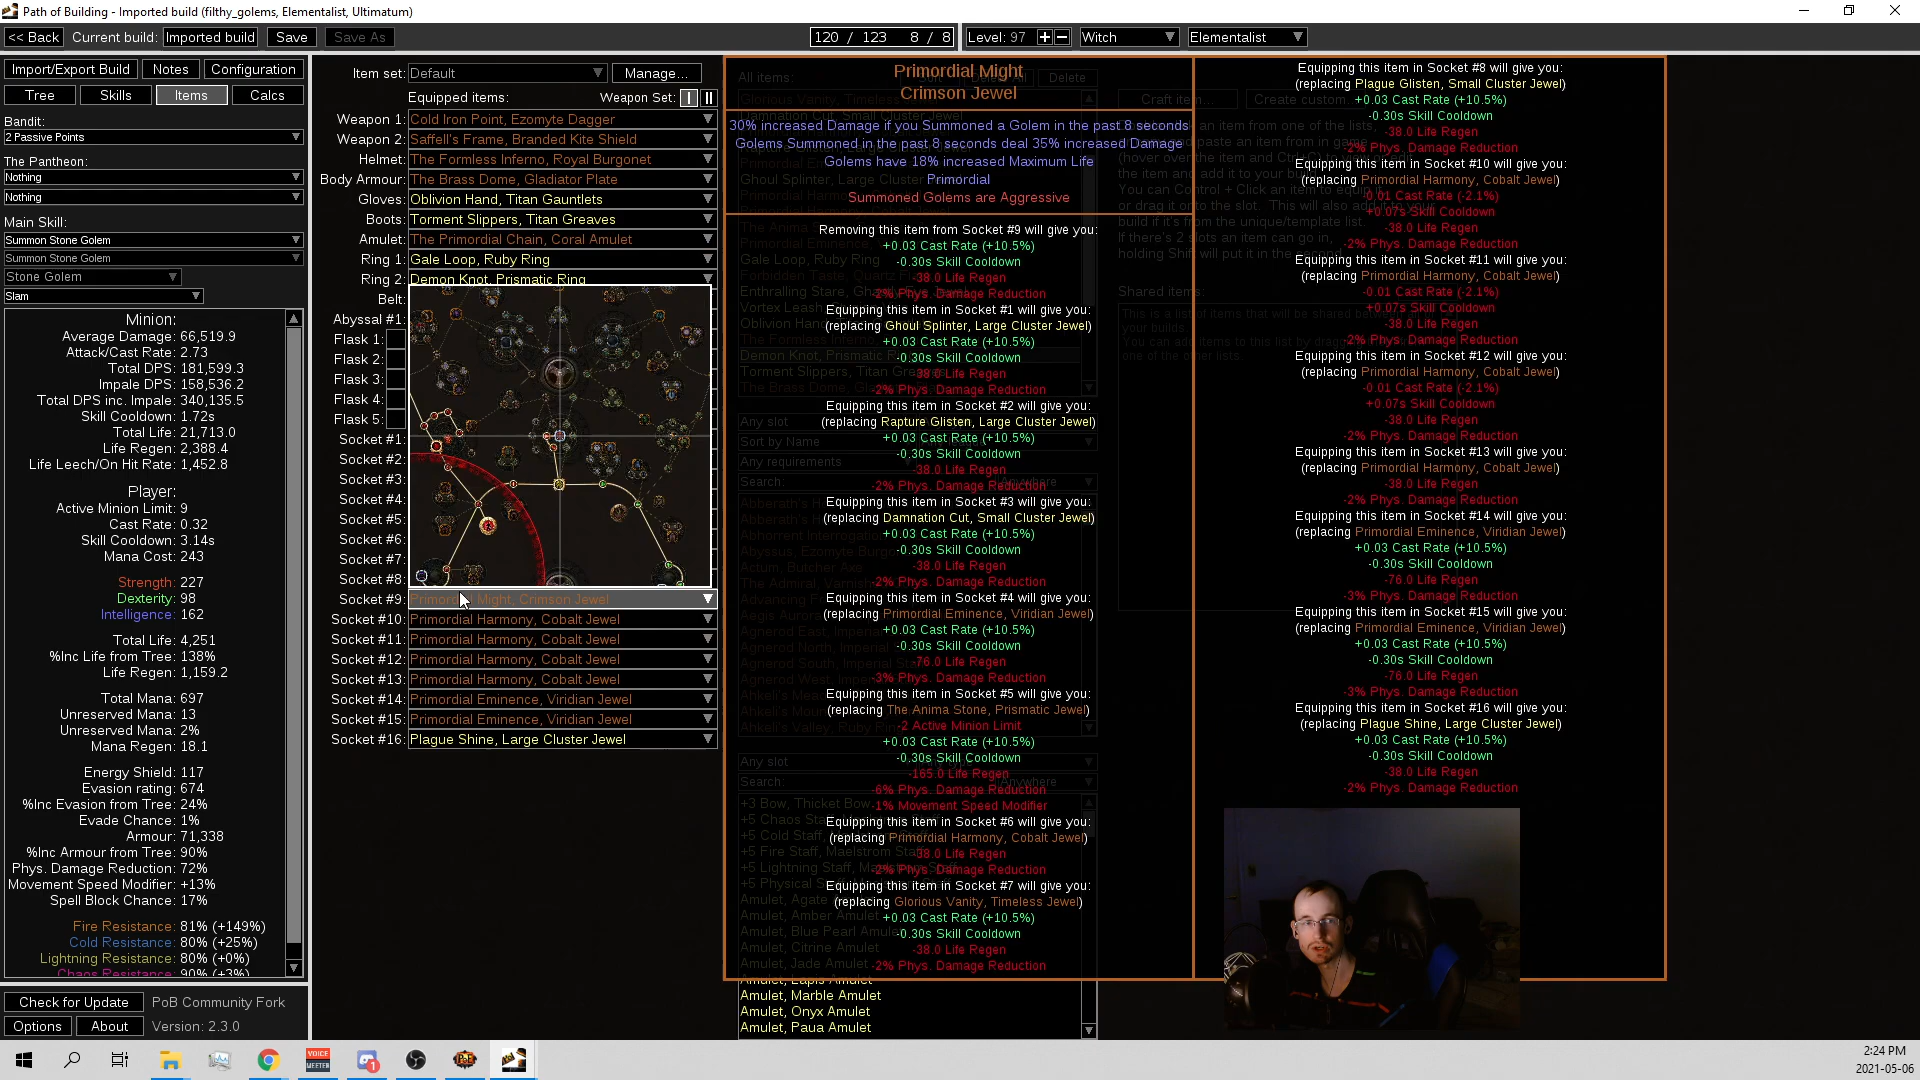 Path of Building - Imported build (filthy_golems, Elementalist, Ultimatum)
<< Back
Current build:
Imported build
Save
Save As
120 / 123 8 / 8
Level: 97
Witch
Elementalist
Import/Export Build
Notes
Configuration
Tree
Skills
Items
Calcs
Bandit:
2 Passive Points
The Pantheon:
Nothing
Nothing
Main Skill:
Summon Stone Golem
Summon Stone Golem
Stone Golem
Slam
Minion:
Average Damage: 66,519.9
Attack/Cast Rate: 2.73
Total DPS: 181,599.3
Impale DPS: 158,536.2
Total DPS inc. Impale: 340,135.5
Skill Cooldown: 1.72s
Total Life: 21,713.0
Life Regen: 2,388.4
Life Leech/On Hit Rate: 1,452.8
Player:
Active Minion Limit: 9
Cast Rate: 0.32
Skill Cooldown: 3.14s
Mana Cost: 243
Strength: 227
Dexterity: 98
Intelligence: 162
Total Life: 4,251
%Inc Life from Tree: 138%
Life Regen: 1,159.2
Total Mana: 697
Unreserved Mana: 13
Unreserved Mana: 2%
Mana Regen: 18.1
Energy Shield: 117
Evasion rating: 674
%Inc Evasion from Tree: 24%
Evade Chance: 1%
Armour: 71,338
%Inc Armour from Tree: 90%
Phys. Damage Reduction: 72%
Movement Speed Modifier: +13%
Spell Block Chance: 17%
Fire Resistance: 81% (+149%)
Cold Resistance: 80% (+25%)
Lightning Resistance: 80% (+0%)
Chaos Resistance: 90% (+3%)
Check for Update
PoB Community Fork
Options
About
Version: 2.3.0
Item set: Default
Manage...
Equipped items:
Weapon Set: I II
Weapon 1: Cold Iron Point, Ezomyte Dagger
Weapon 2: Saffell's Frame, Branded Kite Shield
Helmet: The Formless Inferno, Royal Burgonet
Body Armour: The Brass Dome, Gladiator Plate
Gloves: Oblivion Hand, Titan Gauntlets
Boots: Torment Slippers, Titan Greaves
Amulet: The Primordial Chain, Coral Amulet
Ring 1: Gale Loop, Ruby Ring
Ring 2: Demon Knot, Prismatic Ring
Belt:
Abyssal #1:
Flask 1:
Flask 2:
Flask 3:
Flask 4:
Flask 5:
Socket #1:
Socket #2:
Socket #3:
Socket #4:
Socket #5:
Socket #6:
Socket #7:
Socket #8:
Socket #9: Primordial Might, Crimson Jewel
Socket #10: Primordial Harmony, Cobalt Jewel
Socket #11: Primordial Harmony, Cobalt Jewel
Socket #12: Primordial Harmony, Cobalt Jewel
Socket #13: Primordial Harmony, Cobalt Jewel
Socket #14: Primordial Eminence, Viridian Jewel
Socket #15: Primordial Eminence, Viridian Jewel
Socket #16: Plague Shine, Large Cluster Jewel
All items:
Delete
Primordial Might
Crimson Jewel
30% increased Damage if you Summoned a Golem in the past 8 seconds
Golems Summoned in the past 8 seconds deal 35% increased Damage
Golems have 18% increased Maximum Life
Primordial
Summoned Golems are Aggressive
Removing this item from Socket #9 will give you:
+0.03 Cast Rate (+10.5%)
-0.30s Skill Cooldown
-38.0 Life Regen
-2% Phys. Damage Reduction
Equipping this item in Socket #1 will give you:
(replacing Ghoul Splinter, Large Cluster Jewel)
+0.03 Cast Rate (+10.5%)
-0.30s Skill Cooldown
-38.0 Life Regen
-2% Phys. Damage Reduction
Equipping this item in Socket #2 will give you:
(replacing Rapture Glisten, Large Cluster Jewel)
+0.03 Cast Rate (+10.5%)
-0.30s Skill Cooldown
-38.0 Life Regen
-2% Phys. Damage Reduction
Equipping this item in Socket #3 will give you:
(replacing Damnation Cut, Small Cluster Jewel)
+0.03 Cast Rate (+10.5%)
-0.30s Skill Cooldown
-38.0 Life Regen
-2% Phys. Damage Reduction
Equipping this item in Socket #4 will give you:
(replacing Primordial Eminence, Viridian Jewel)
+0.03 Cast Rate (+10.5%)
-0.30s Skill Cooldown
-76.0 Life Regen
-3% Phys. Damage Reduction
Equipping this item in Socket #5 will give you:
(replacing The Anima Stone, Prismatic Jewel)
-2 Active Minion Limit
+0.03 Cast Rate (+10.5%)
-0.30s Skill Cooldown
-165.0 Life Regen
-6% Phys. Damage Reduction
-1% Movement Speed Modifier
Equipping this item in Socket #6 will give you:
(replacing Primordial Harmony, Cobalt Jewel)
-38.0 Life Regen
-2% Phys. Damage Reduction
Equipping this item in Socket #7 will give you:
(replacing Glorious Vanity, Timeless Jewel)
+0.03 Cast Rate (+10.5%)
-0.30s Skill Cooldown
-38.0 Life Regen
-2% Phys. Damage Reduction
Amulet, Marble Amulet
Amulet, Onyx Amulet
Amulet, Paua Amulet
Equipping this item in Socket #8 will give you:
(replacing Plague Glisten, Small Cluster Jewel)
+0.03 Cast Rate (+10.5%)
-0.30s Skill Cooldown
-38.0 Life Regen
-2% Phys. Damage Reduction
Equipping this item in Socket #10 will give you:
(replacing Primordial Harmony, Cobalt Jewel)
-0.01 Cast Rate (-2.1%)
+0.07s Skill Cooldown
-38.0 Life Regen
-2% Phys. Damage Reduction
Equipping this item in Socket #11 will give you:
(replacing Primordial Harmony, Cobalt Jewel)
-0.01 Cast Rate (-2.1%)
+0.07s Skill Cooldown
-38.0 Life Regen
-2% Phys. Damage Reduction
Equipping this item in Socket #12 will give you:
(replacing Primordial Harmony, Cobalt Jewel)
-0.01 Cast Rate (-2.1%)
+0.07s Skill Cooldown
-38.0 Life Regen
-2% Phys. Damage Reduction
Equipping this item in Socket #13 will give you:
(replacing Primordial Harmony, Cobalt Jewel)
-38.0 Life Regen
-2% Phys. Damage Reduction
Equipping this item in Socket #14 will give you:
(replacing Primordial Eminence, Viridian Jewel)
+0.03 Cast Rate (+10.5%)
-0.30s Skill Cooldown
-76.0 Life Regen
-3% Phys. Damage Reduction
Equipping this item in Socket #15 will give you:
(replacing Primordial Eminence, Viridian Jewel)
+0.03 Cast Rate (+10.5%)
-0.30s Skill Cooldown
-76.0 Life Regen
-3% Phys. Damage Reduction
Equipping this item in Socket #16 will give you:
(replacing Plague Shine, Large Cluster Jewel)
+0.03 Cast Rate (+10.5%)
-0.30s Skill Cooldown
-38.0 Life Regen
-2% Phys. Damage Reduction
VOICE
MEETER
1
PoE
2:24 PM
2021-05-06